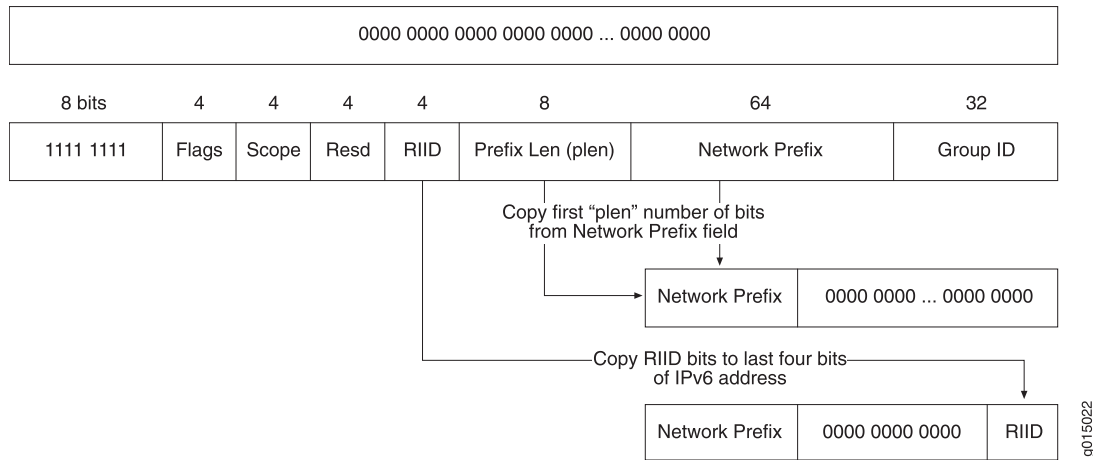 0000 0000 0000 0000 0000 ... 0000 0000
8 bits 4 4 4 4 8 64 32
1111 1111 Flags Scope Resd RIID Prefix Len (plen) Network Prefix Group ID
Copy first “plen” number of bits
from Network Prefix field
Network Prefix 0000 0000 ... 0000 0000
Copy RIID bits to last four bits
of IPv6 address
Network Prefix 0000 0000 0000 RIID
g015022